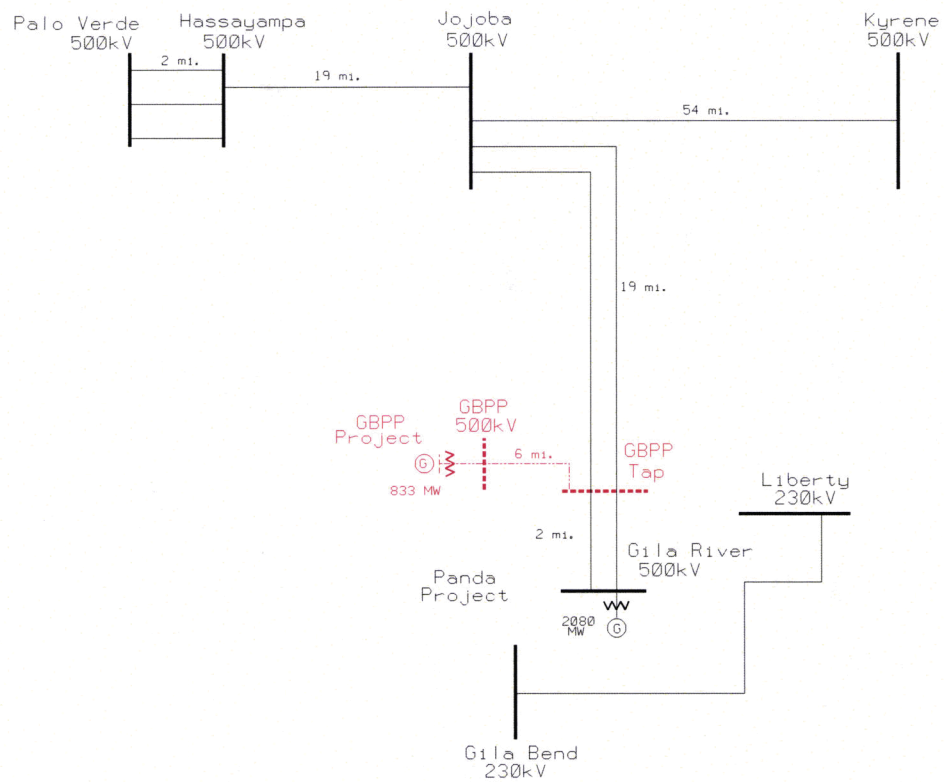 Palo Verde
500kV
Hassayampa
500kV
Jojoba
500kV
Kyrene
500kV
2 mi.
19 mi.
54 mi.
19 mi.
GBPP
Project
GBPP
500kV
6 mi.
GBPP
Tap
G
833 MW
Liberty
230kV
2 mi.
Gila River
500kV
Panda
Project
2080
MW
G
Gila Bend
230kV